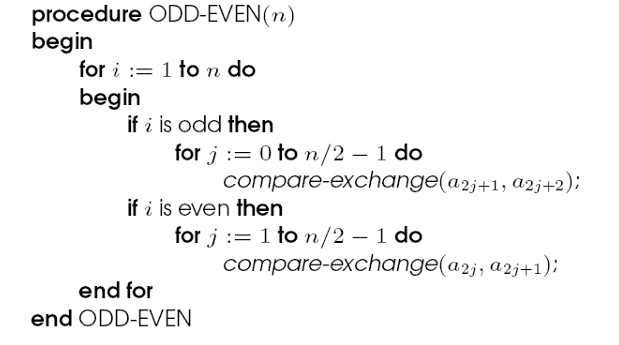 procedure ODD-EVEN(n)
begin
for i := 1 to n do
begin
if i is odd then
for j := 0 to n/2 − 1 do
compare-exchange(a₂ⱼ₊₁, a₂ⱼ₊₂);
if i is even then
for j := 1 to n/2 − 1 do
compare-exchange(a₂ⱼ, a₂ⱼ₊₁);
end for
end ODD-EVEN